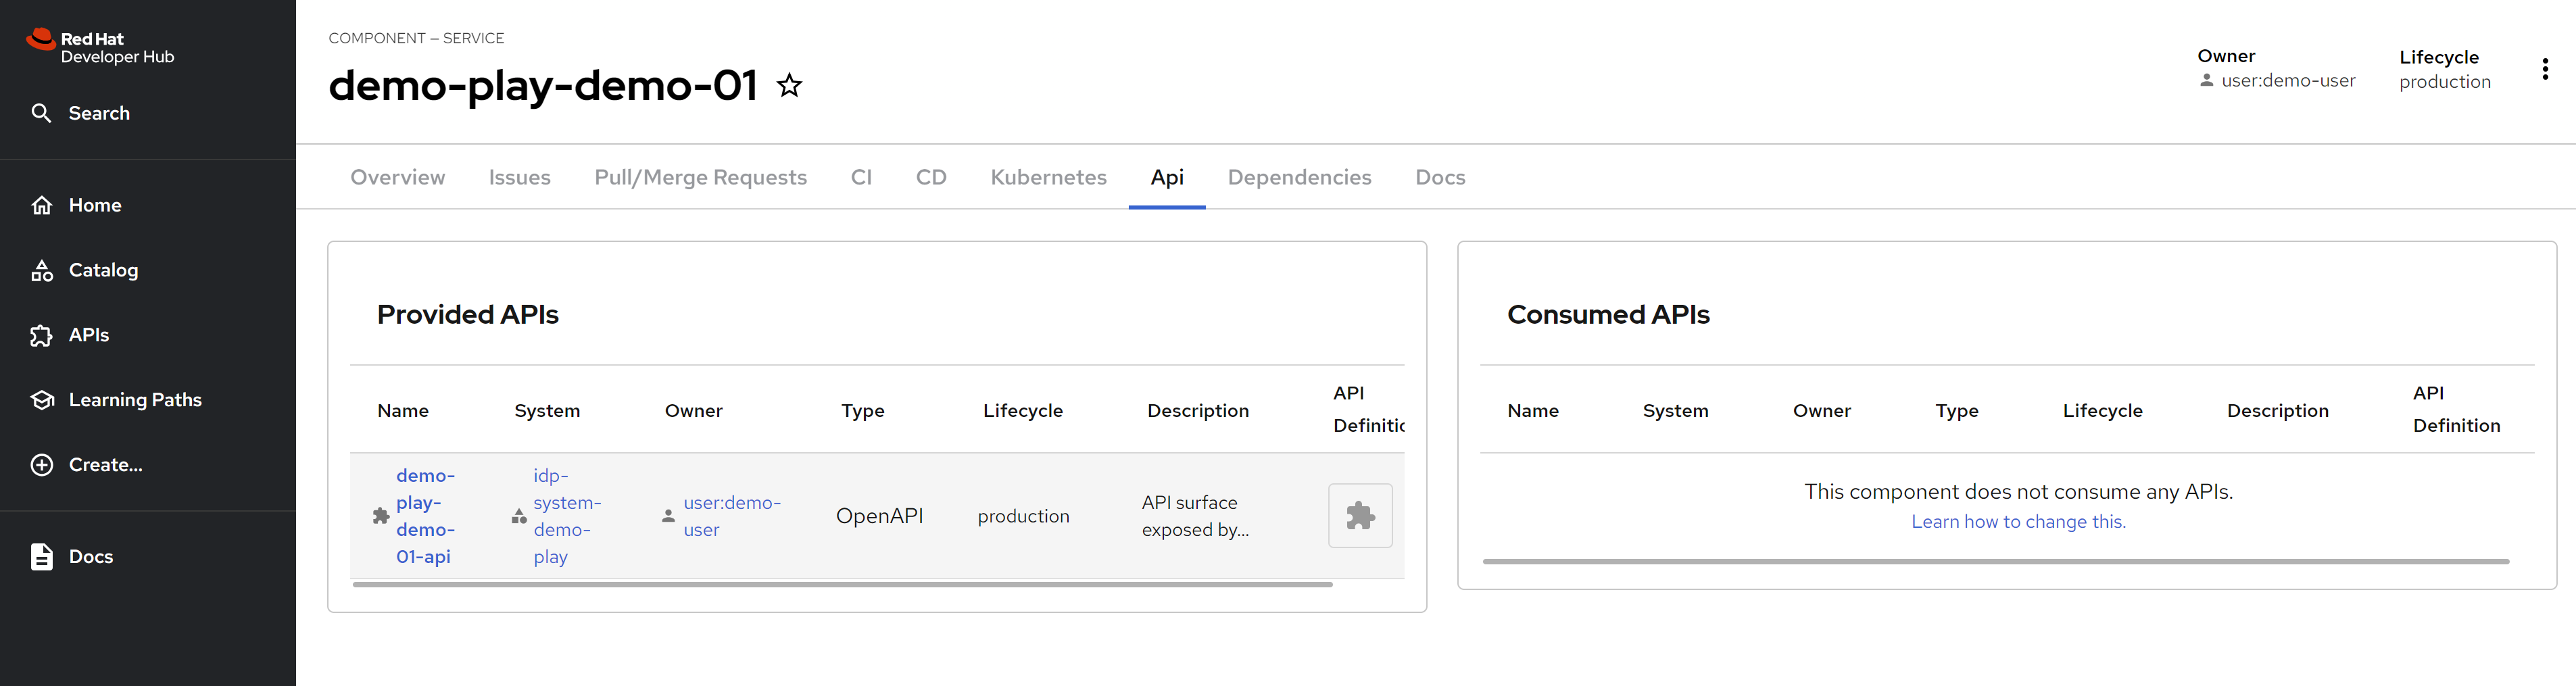 Red Hat
Developer Hub
Search
Home
Catalog
APIs
Learning Paths
Create...
Docs
COMPONENT — SERVICE
demo-play-demo-01
Owner
user:demo-user
Lifecycle
production
Overview Issues Pull/Merge Requests CI CD Kubernetes Api Dependencies Docs
Provided APIs
Name System Owner Type Lifecycle Description API
Definitic
demo-
play-
demo-
01-api
idp-
system-
demo-
play
user:demo-
user
OpenAPI
production
API surface
exposed by...
Consumed APIs
Name System Owner Type Lifecycle Description API
Definition
This component does not consume any APIs.
Learn how to change this.